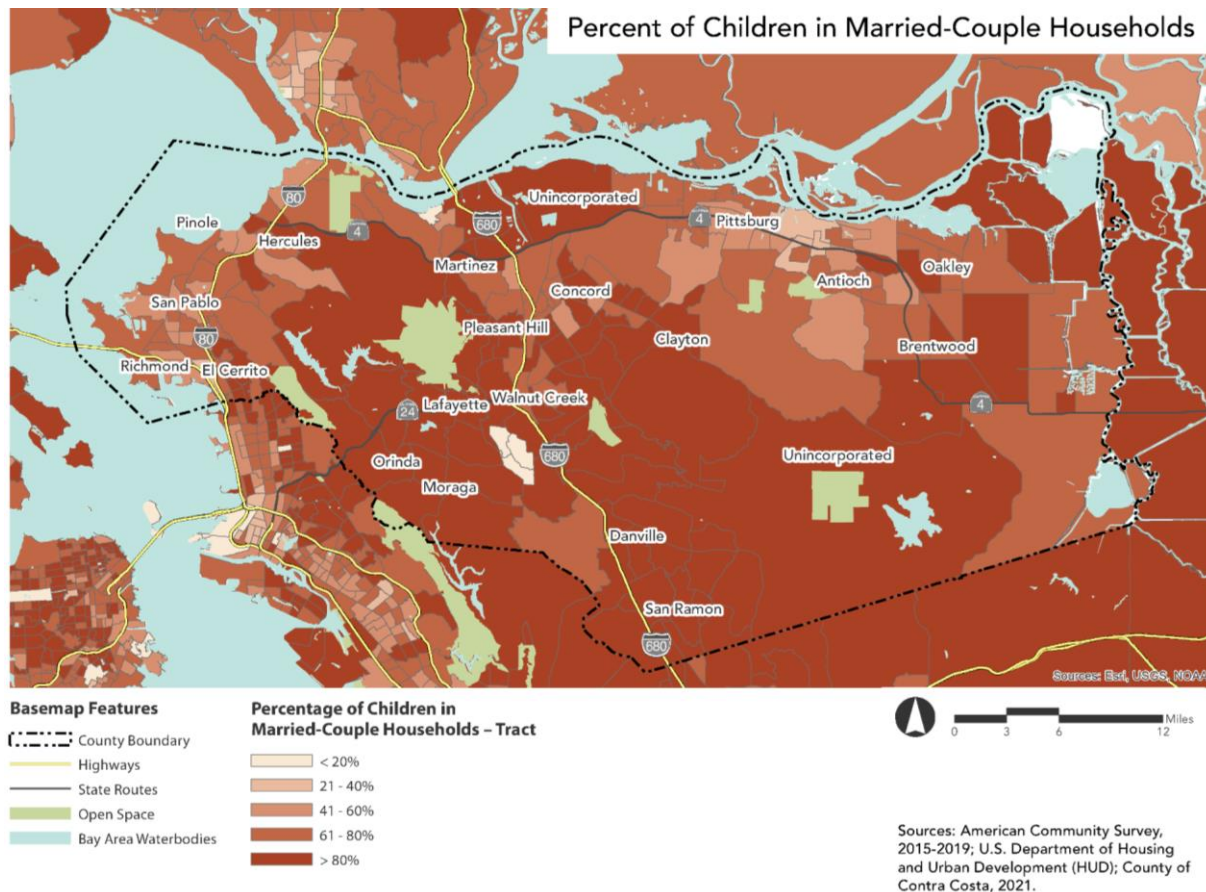 Percent of Children in Married-Couple Households
Unincorporated
80
4
Pittsburg
Pinole
680
Hercules
4
Martinez
Oakley
Concord
Antioch
San Pablo
80
Pleasant Hill
Clayton
Brentwood
Richmond
El Cerrito
24
Lafayette
Walnut Creek
4
Orinda
680
Unincorporated
Moraga
Danville
San Ramon
680
Sources: Esri, USGS, NOAA
Basemap Features
County Boundary
Highways
State Routes
Open Space
Bay Area Waterbodies
Percentage of Children in
Married-Couple Households – Tract
< 20%
21 - 40%
41 - 60%
61 - 80%
> 80%
Miles
0 3 6 12
Sources: American Community Survey,
2015-2019; U.S. Department of Housing
and Urban Development (HUD); County of
Contra Costa, 2021.